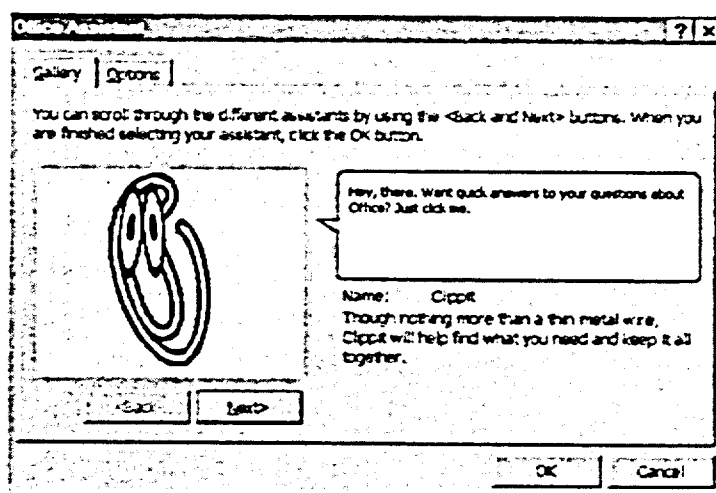 Office Assistant
? ×
Gallery Options
You can scroll through the different assistants by using the <Back and Next> buttons. When you
are finished selecting your assistant, click the OK button.
Hey, there. Want quick answers to your questions about
Office? Just click me.
Name: Clippit
Though nothing more than a thin metal wire,
Clippit will help find what you need and keep it all
together.
<Back Next>
OK Cancel